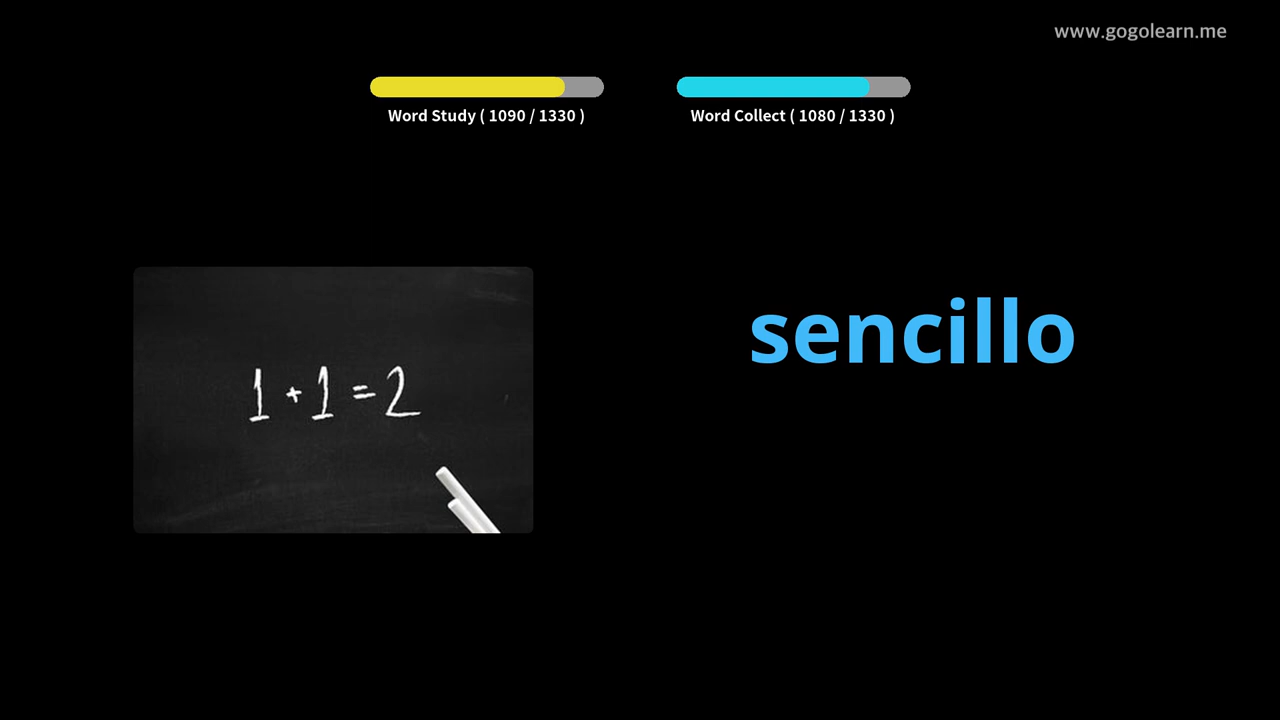 www.gogolearn.me
Word Study ( 1090 / 1330 )
Word Collect ( 1080 / 1330 )
sencillo
1 + 1 = 2